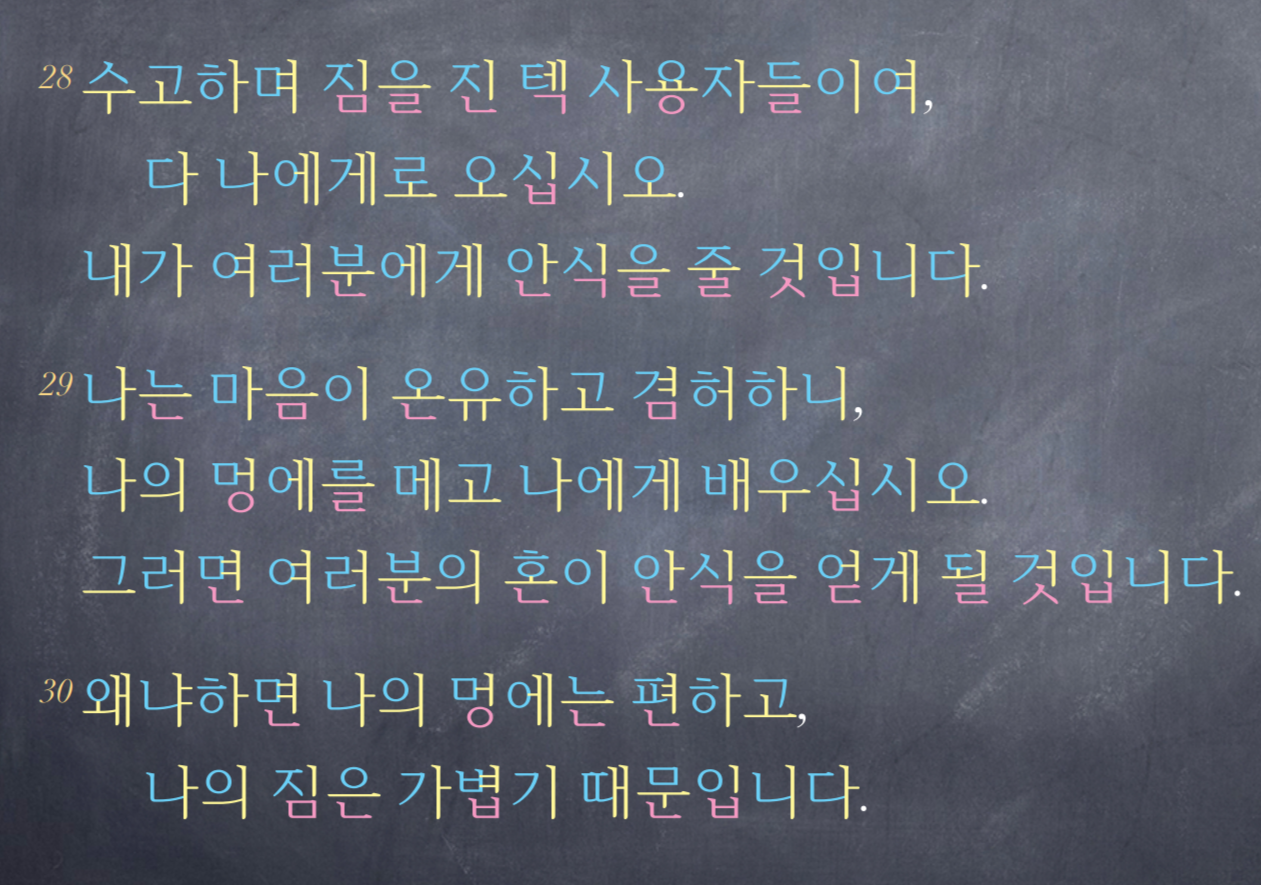 28 수고하며 짐을 진 텍 사용자들이여,
다 나에게로 오십시오.
내가 여러분에게 안식을 줄 것입니다.
29 나는 마음이 온유하고 겸허하니,
나의 멍에를 메고 나에게 배우십시오.
그러면 여러분의 혼이 안식을 얻게 될 것입니다.
30 왜냐하면 나의 멍에는 편하고,
나의 짐은 가볍기 때문입니다.